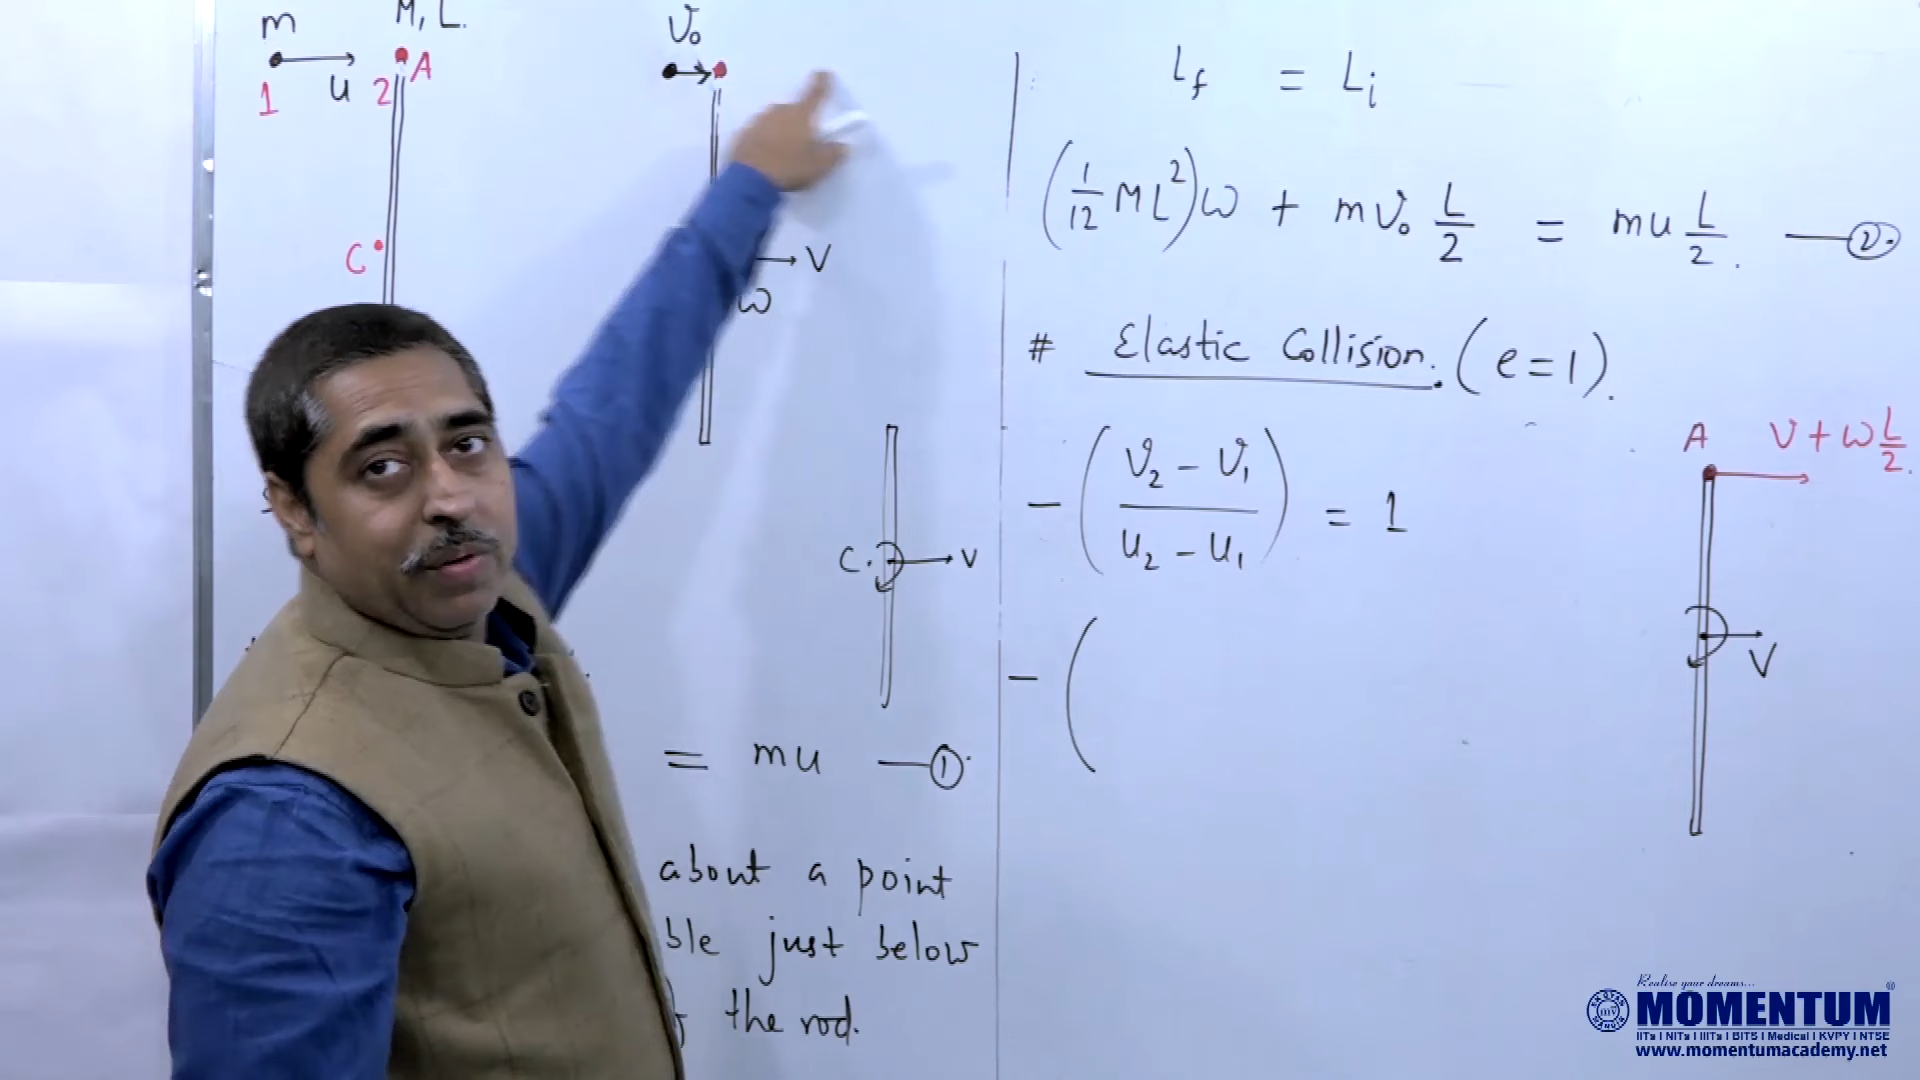 m
M, L.
1
u
2
A
C
V₀
V
ω
C.
V
= mu — ①
about a point
ble just below
the rod.
L_f = L_i
(1/12 ML²)ω + mV₀ L/2 = mu L/2. — ②
# Elastic Collision. (e=1).
- (V₂ - V₁ / u₂ - u₁) = 1
- (
A
V + ω L/2.
V
Realise your dreams...
MOMENTUM®
IITs | NITs | IIITs | BITS | Medical | KVPY | NTSE
www.momentumacademy.net